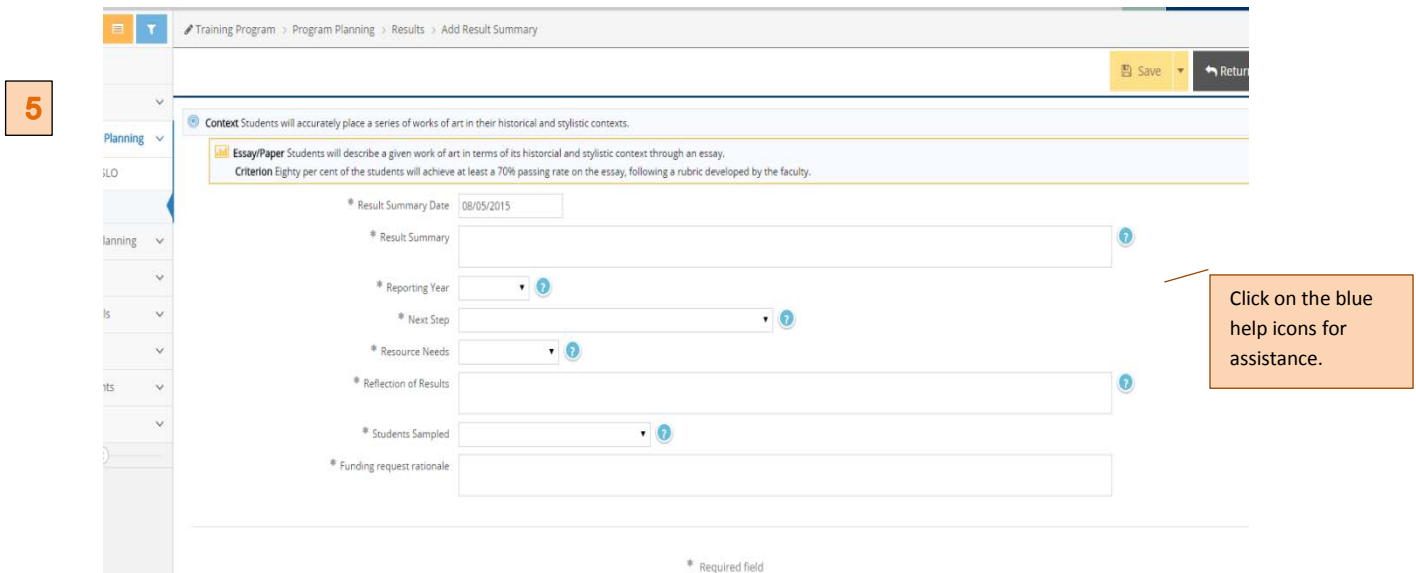 5
Training Program > Program Planning > Results > Add Result Summary
Save
Return
Planning
SLO
lanning
ls
nts
Context Students will accurately place a series of works of art in their historical and stylistic contexts.
Essay/Paper Students will describe a given work of art in terms of its historcial and stylistic context through an essay.
Criterion Eighty per cent of the students will achieve at least a 70% passing rate on the essay, following a rubric developed by the faculty.
* Result Summary Date 08/05/2015
* Result Summary ?
* Reporting Year ?
* Next Step ?
* Resource Needs ?
* Reflection of Results ?
* Students Sampled ?
* Funding request rationale
* Required field
Click on the blue
help icons for
assistance.